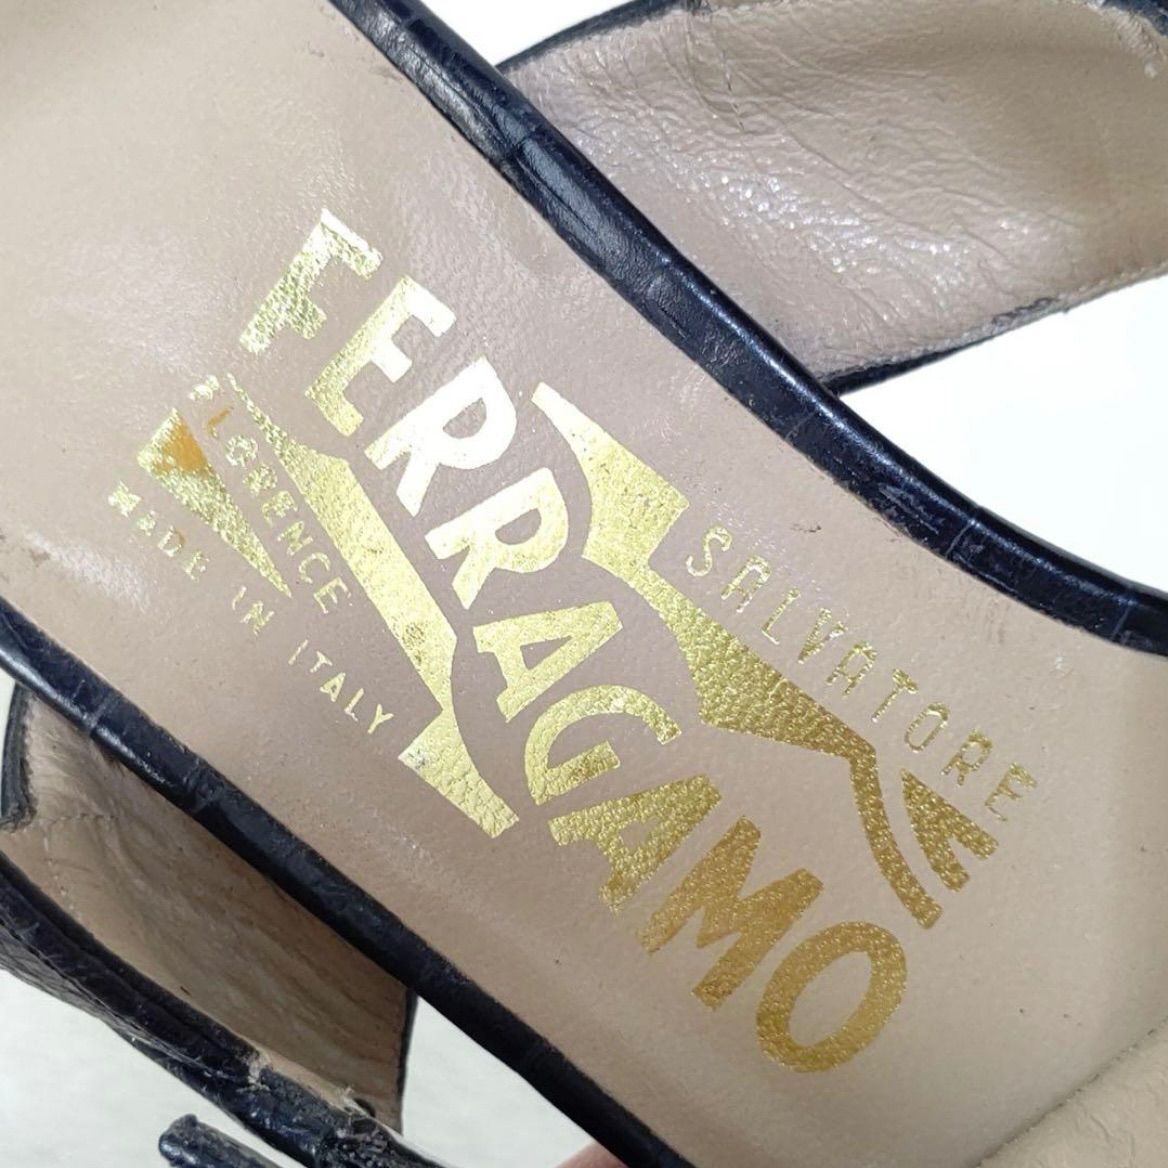 SALVATORE
FERRAGAMO
FLORENCE
MADE IN ITALY